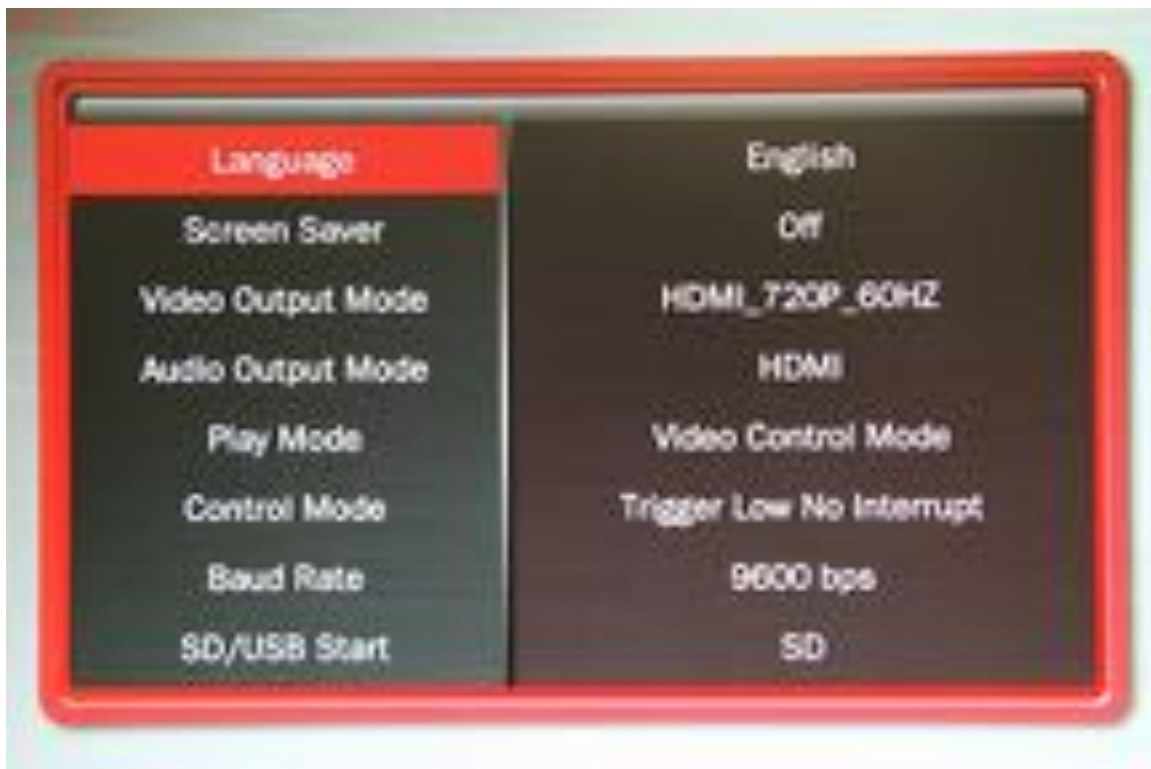 Language English
Screen Saver Off
Video Output Mode HDMI_720P_60HZ
Audio Output Mode HDMI
Play Mode Video Control Mode
Control Mode Trigger Low No Interrupt
Baud Rate 9600 bps
SD/USB Start SD